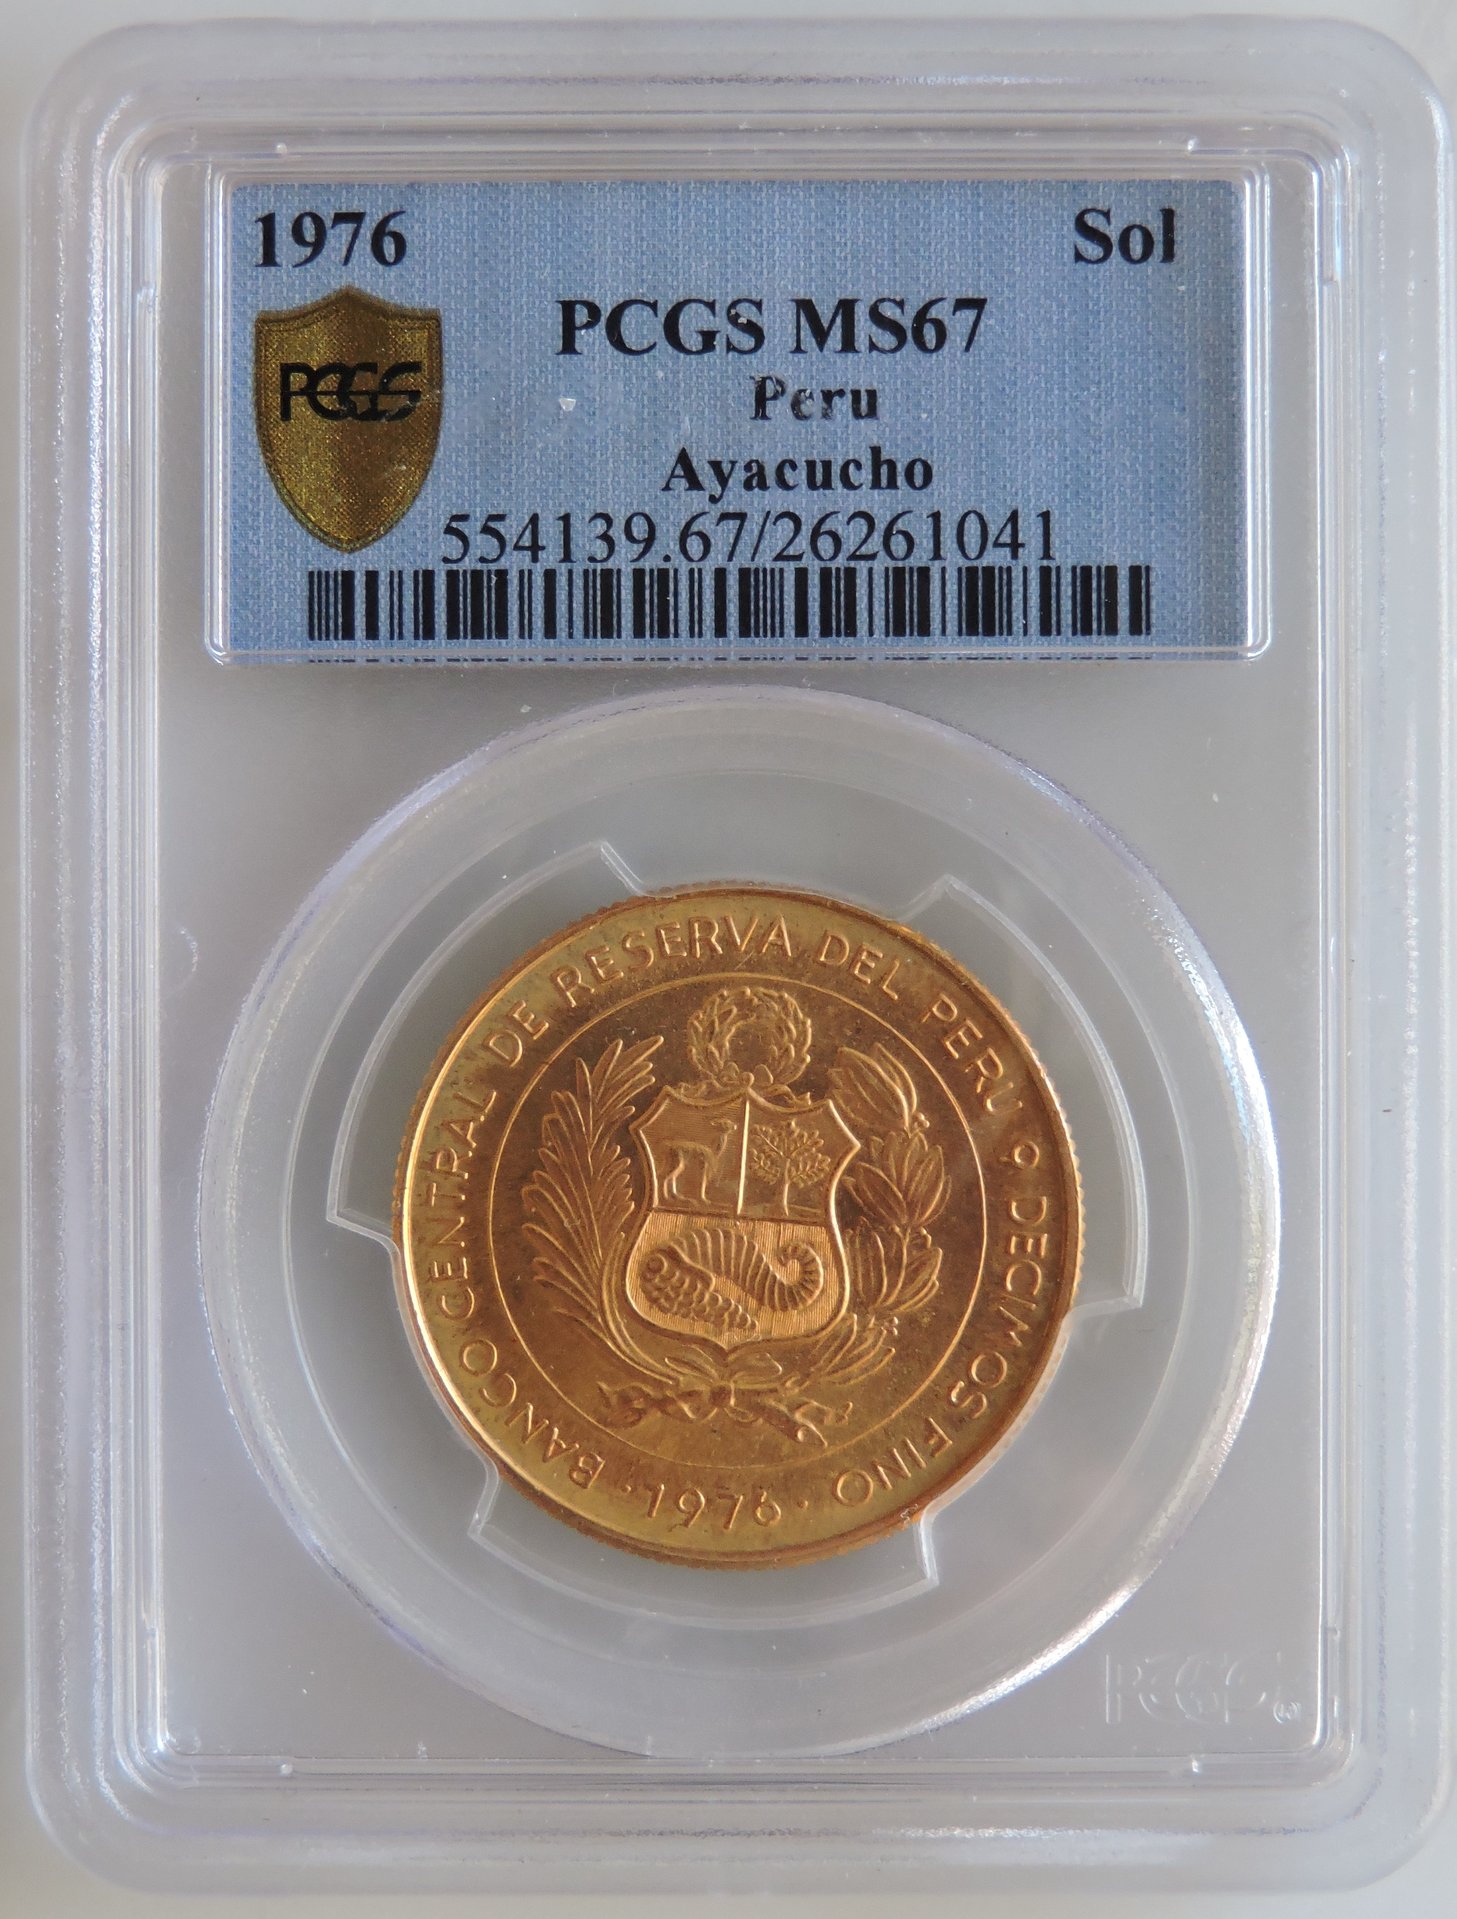 1976 Sol
PCGS
PCGS MS67
Peru
Ayacucho
554139.67/26261041
BANCO CENTRAL DE RESERVA DEL PERU 9 DECIMOS FINO
· 1976 ·
PCGS